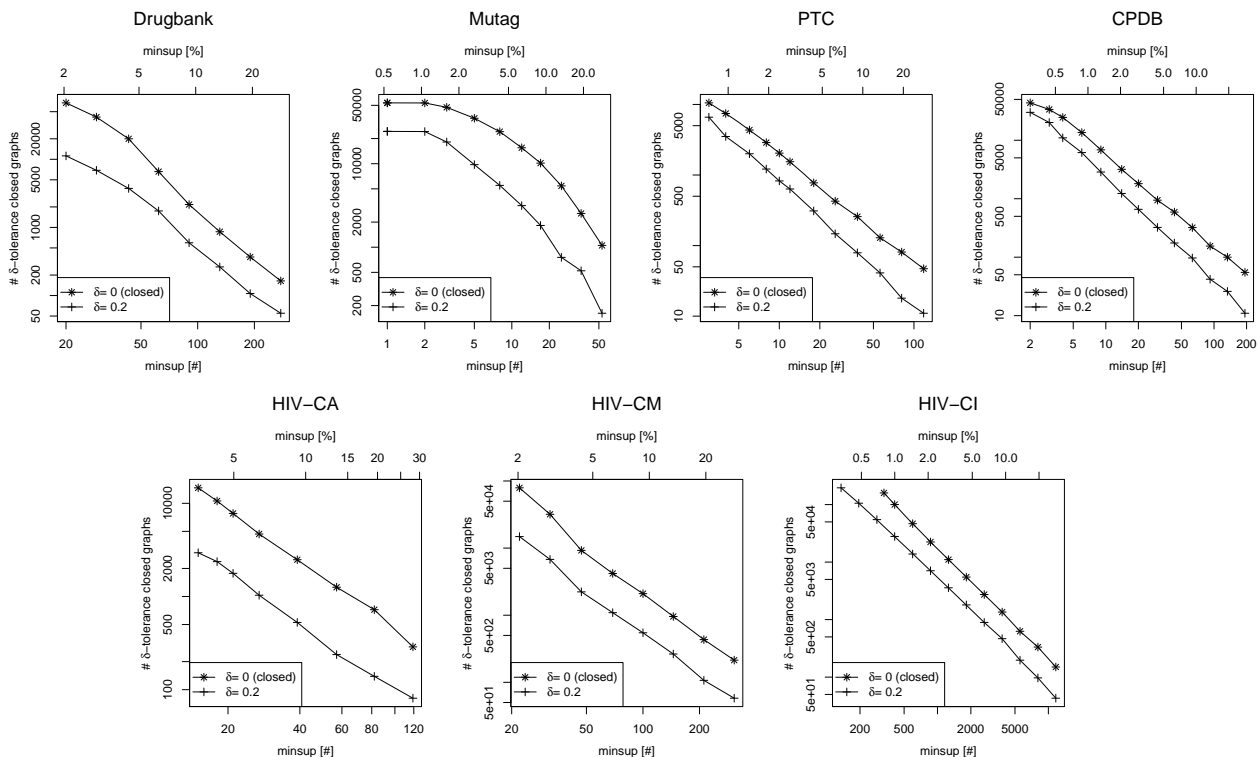 Drugbank
minsup [%]
2 5 10 20
# δ−tolerance closed graphs
20000
5000
1000
200
50
δ= 0 (closed)
δ= 0.2
20 50 100 200
minsup [#]
Mutag
minsup [%]
0.5 1.0 2.0 5.0 10.0 20.0
# δ−tolerance closed graphs
50000
10000
2000
500
200
δ= 0 (closed)
δ= 0.2
1 2 5 10 20 50
minsup [#]
PTC
minsup [%]
1 2 5 10 20
# δ−tolerance closed graphs
5000
500
50
10
δ= 0 (closed)
δ= 0.2
5 10 20 50 100
minsup [#]
CPDB
minsup [%]
0.5 1.0 2.0 5.0 10.0
# δ−tolerance closed graphs
50000
5000
500
50
10
δ= 0 (closed)
δ= 0.2
2 5 10 20 50 100 200
minsup [#]
HIV−CA
minsup [%]
5 10 15 20 30
# δ−tolerance closed graphs
10000
2000
500
100
δ= 0 (closed)
δ= 0.2
20 40 60 80 120
minsup [#]
HIV−CM
minsup [%]
2 5 10 20
# δ−tolerance closed graphs
5e+04
5e+03
5e+02
5e+01
δ= 0 (closed)
δ= 0.2
20 50 100 200
minsup [#]
HIV−CI
minsup [%]
0.5 1.0 2.0 5.0 10.0
# δ−tolerance closed graphs
5e+04
5e+03
5e+02
5e+01
δ= 0 (closed)
δ= 0.2
200 500 2000 5000
minsup [#]